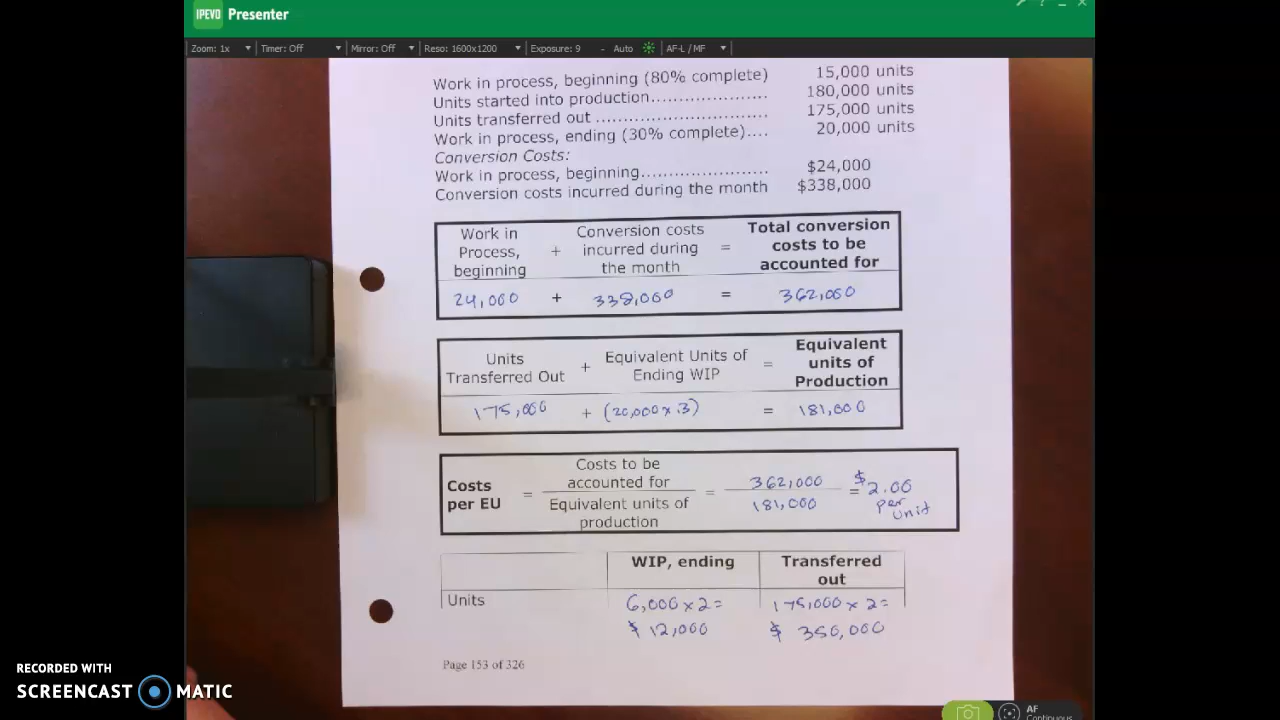 IPEVO Presenter
Zoom: 1x Timer: Off Mirror: Off Reso: 1600x1200 Exposure: 9 - Auto AF-L / MF
Work in process, beginning (80% complete) 15,000 units
Units started into production...................... 180,000 units
Units transferred out ................................ 175,000 units
Work in process, ending (30% complete).... 20,000 units
Conversion Costs:
Work in process, beginning........................ $24,000
Conversion costs incurred during the month $338,000
Work in Process, beginning + Conversion costs incurred during the month = Total conversion costs to be accounted for
24,000 + 338,000 = 362,000
Units Transferred Out + Equivalent Units of Ending WIP = Equivalent units of Production
175,000 + (20,000 x .3) = 181,000
Costs per EU = Costs to be accounted for / Equivalent units of production = 362,000 / 181,000 = $2.00 per unit
WIP, ending Transferred out
Units 6,000 x 2 = 175,000 x 2 =
$ 12,000 $ 350,000
Page 153 of 326
RECORDED WITH
SCREENCAST MATIC
AF
Continuous